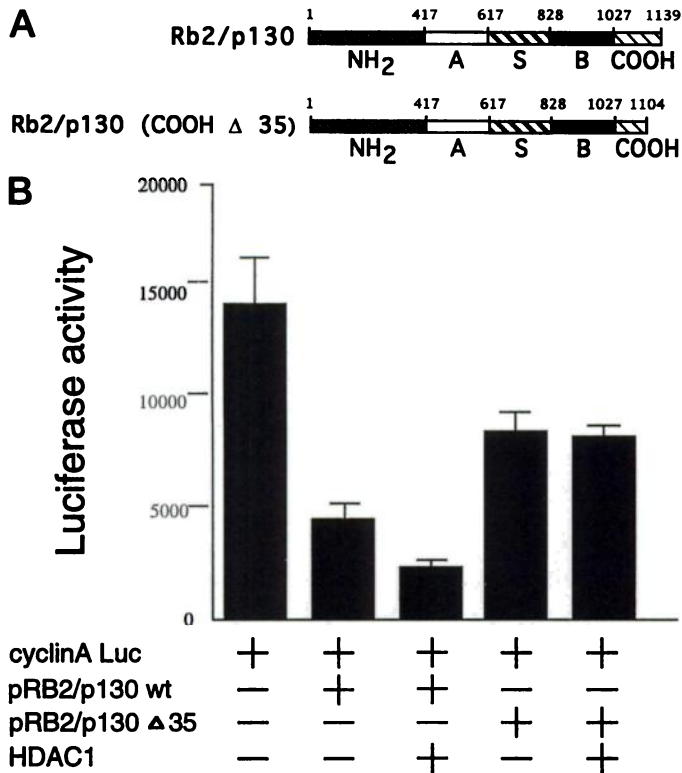 A
Rb2/p130
1 417 617 828 1027 1139
NH2 A S B COOH
Rb2/p130 (COOH Δ 35)
1 417 617 828 1027 1104
NH2 A S B COOH
B
Luciferase activity
20000
15000
10000
5000
0
cyclinA Luc + + + + +
pRB2/p130 wt — + + — —
pRB2/p130 Δ35 — — — + +
HDAC1 — — + — +